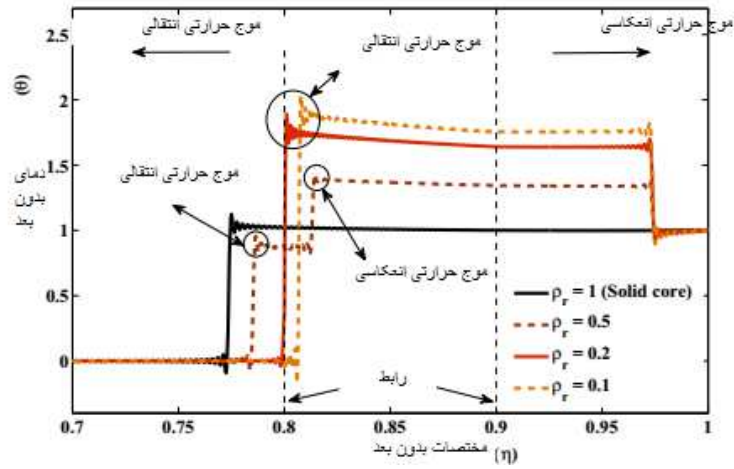 2.5
2
1.5
1
0.5
0
0.7
0.75
0.8
0.85
0.9
0.95
1
(θ)
دمای
بدون
بعد
موج حرارتی انتقالی
موج حرارتی انتقالی
موج حرارتی انعکاسی
موج حرارتی انتقالی
موج حرارتی انعکاسی
ρr = 1 (Solid core)
ρr = 0.5
ρr = 0.2
ρr = 0.1
رابط
مختصات بدون بعد (η)